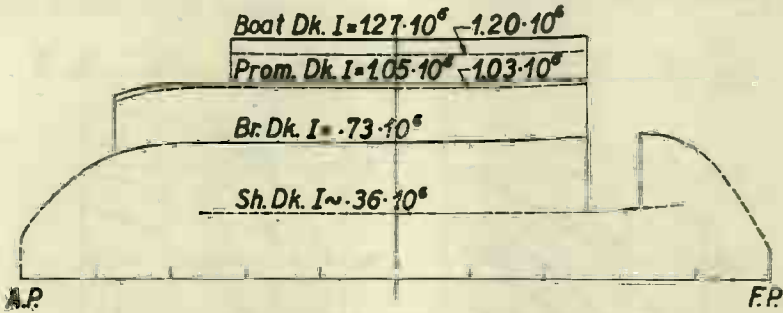 Boat Dk. I=1.27·10⁶ 1.20·10⁶
Prom. Dk. I=1.05·10⁶ 1.03·10⁶
Br. Dk. I=.73·10⁶
Sh. Dk. I~.36·10⁶
A.P. F.P.